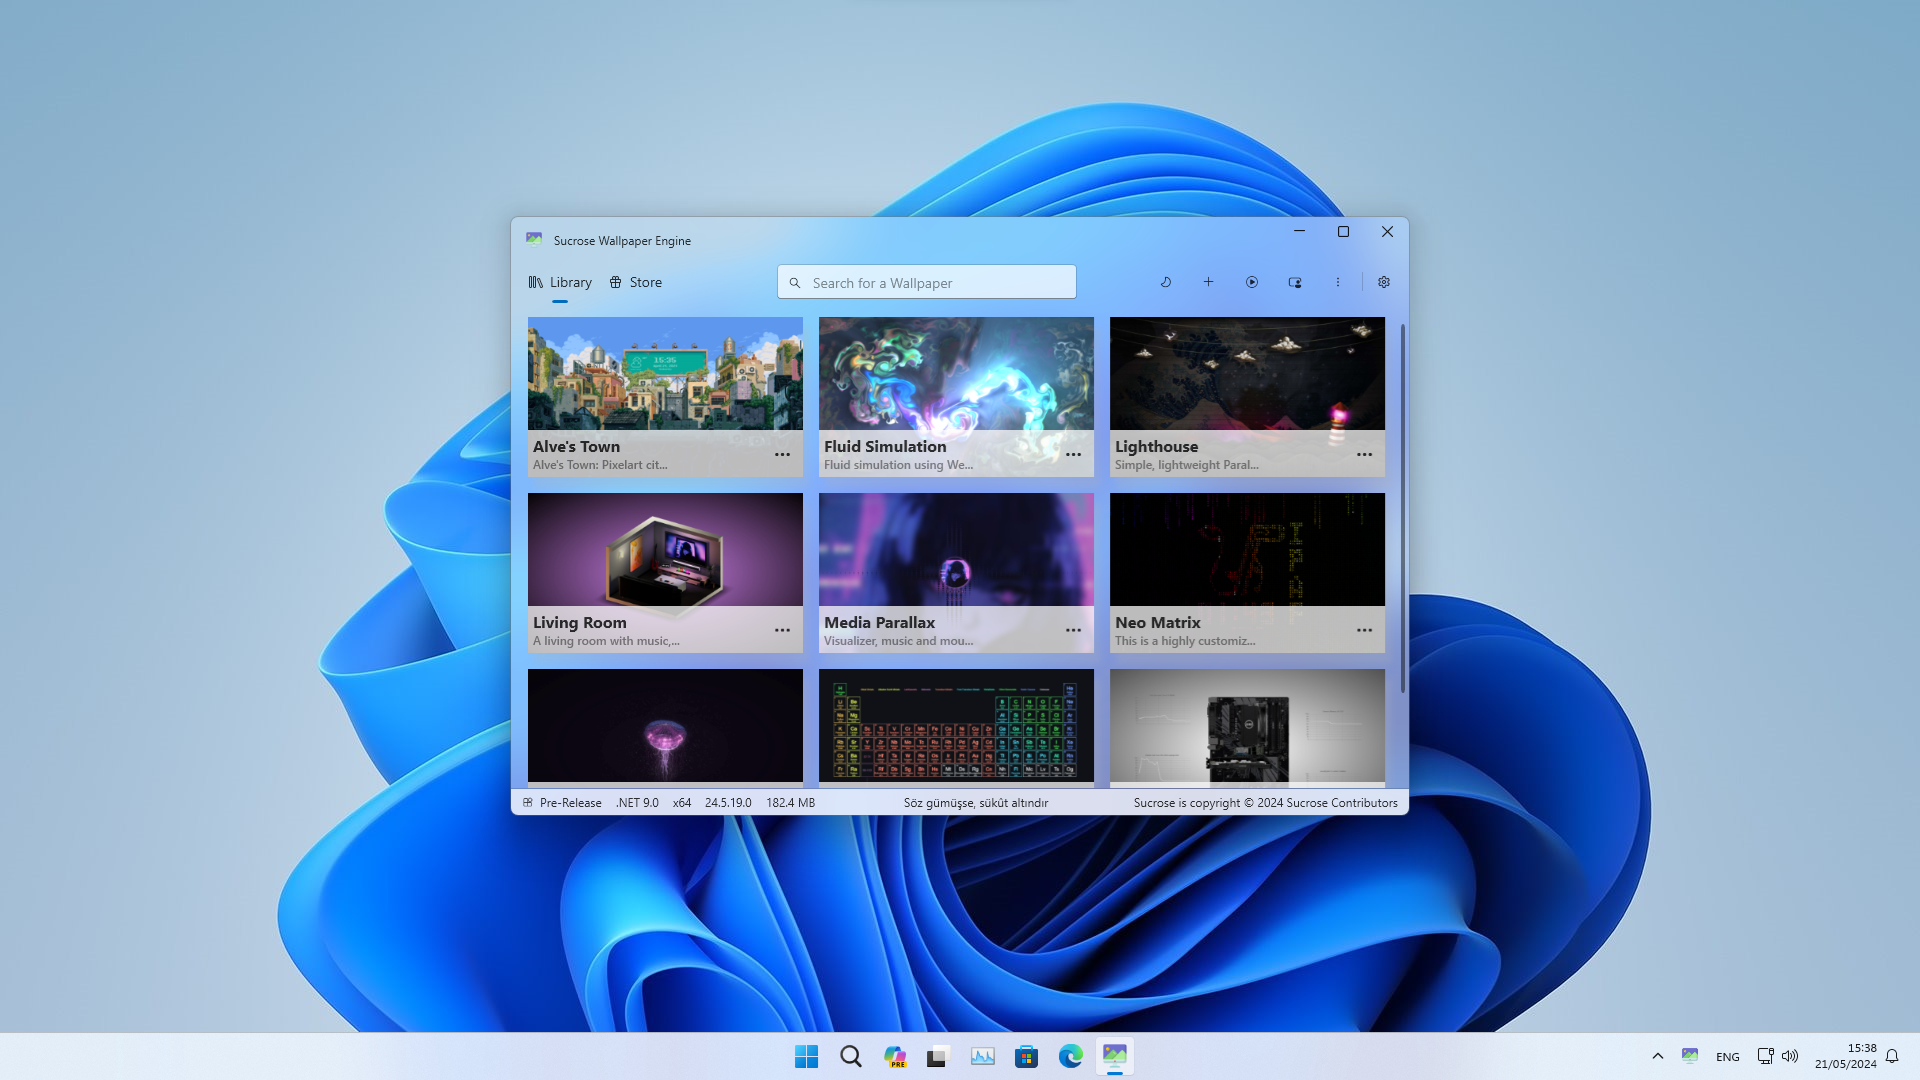 Sucrose Wallpaper Engine
Library
Store
Search for a Wallpaper
15:35
Alve's Town
Alve's Town: Pixelart cit...
Fluid Simulation
Fluid simulation using We...
Lighthouse
Simple, lightweight Paral...
Living Room
A living room with music,...
Media Parallax
Visualizer, music and mou...
Neo Matrix
This is a highly customiz...
Pre-Release .NET 9.0 x64 24.5.19.0 182.4 MB
Söz gümüşse, sükût altındır
Sucrose is copyright © 2024 Sucrose Contributors
PRE
ENG
15:38
21/05/2024